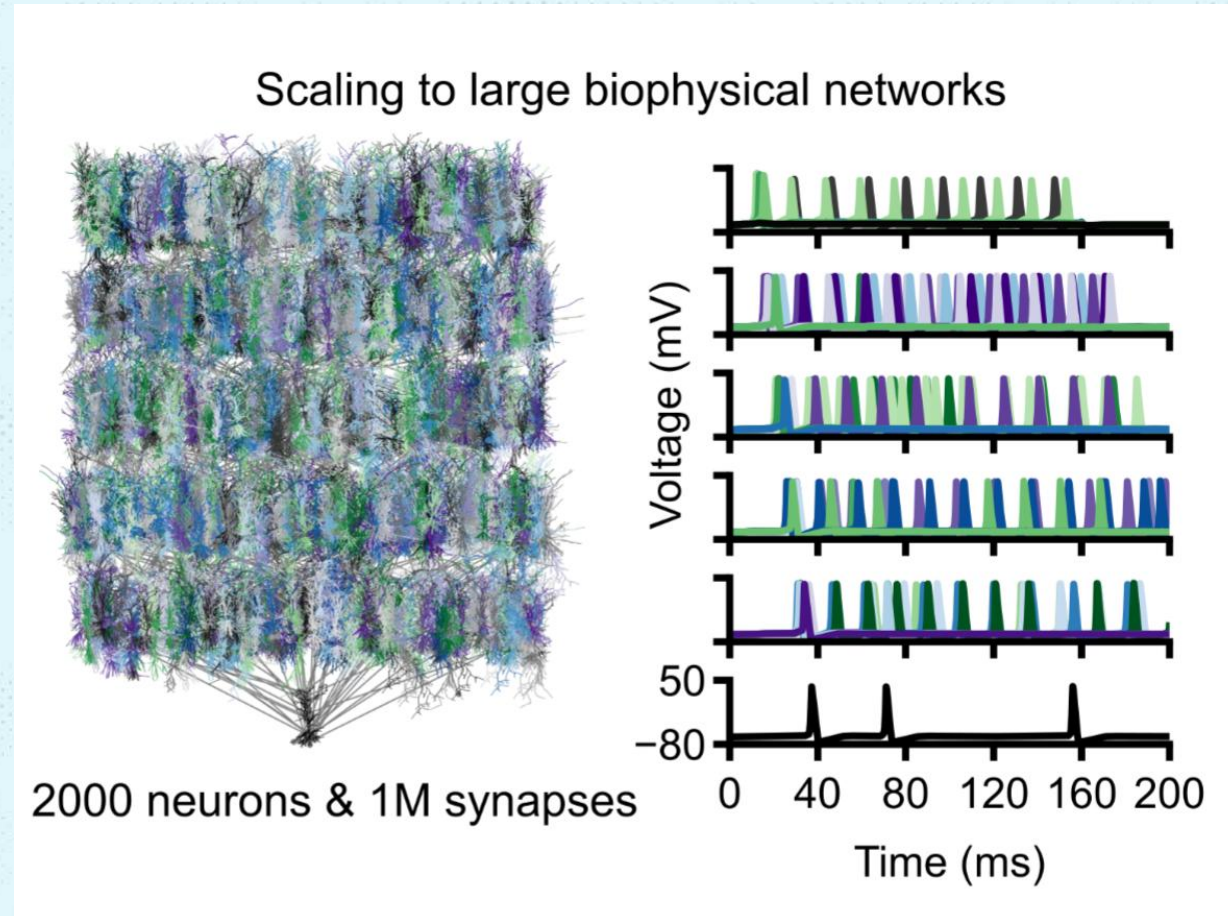 Scaling to large biophysical networks
Voltage (mV)
50
−80
0 40 80 120 160 200
Time (ms)
2000 neurons & 1M synapses